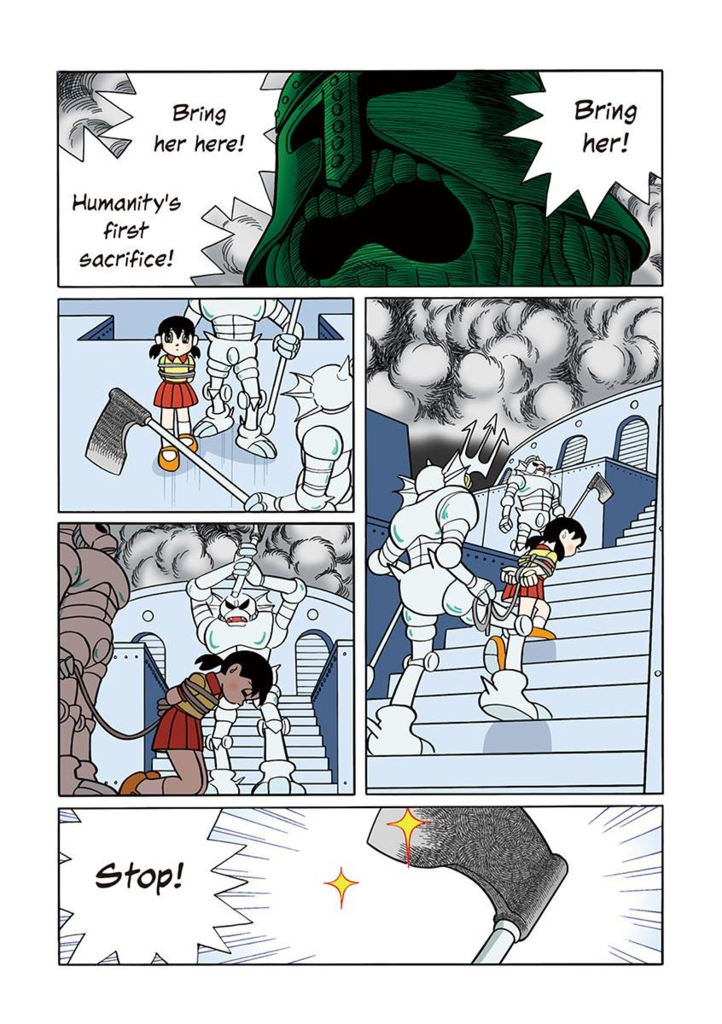 Bring
her here!
Humanity's
first
sacrifice!
Bring
her!
Stop!